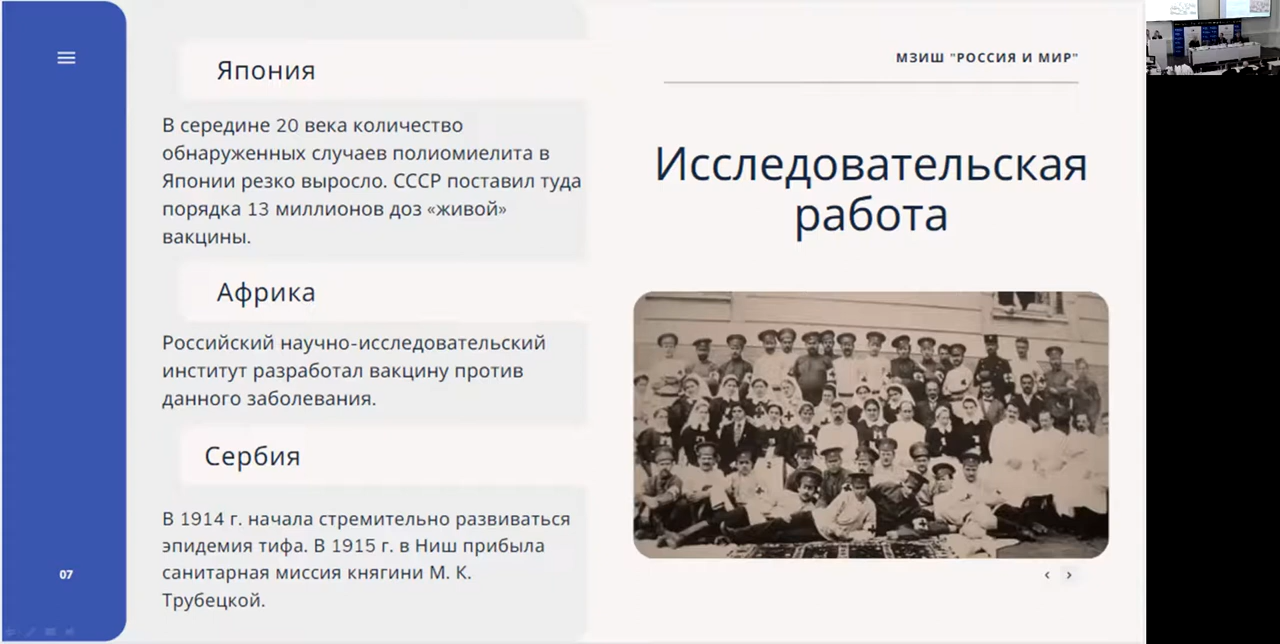 Япония
В середине 20 века количество
обнаруженных случаев полиомиелита в
Японии резко выросло. СССР поставил туда
порядка 13 миллионов доз «живой»
вакцины.
Африка
Российский научно-исследовательский
институт разработал вакцину против
данного заболевания.
Сербия
В 1914 г. начала стремительно развиваться
эпидемия тифа. В 1915 г. в Ниш прибыла
санитарная миссия княгини М. К.
Трубецкой.
07
МЗИШ "РОССИЯ И МИР"
Исследовательская
работа